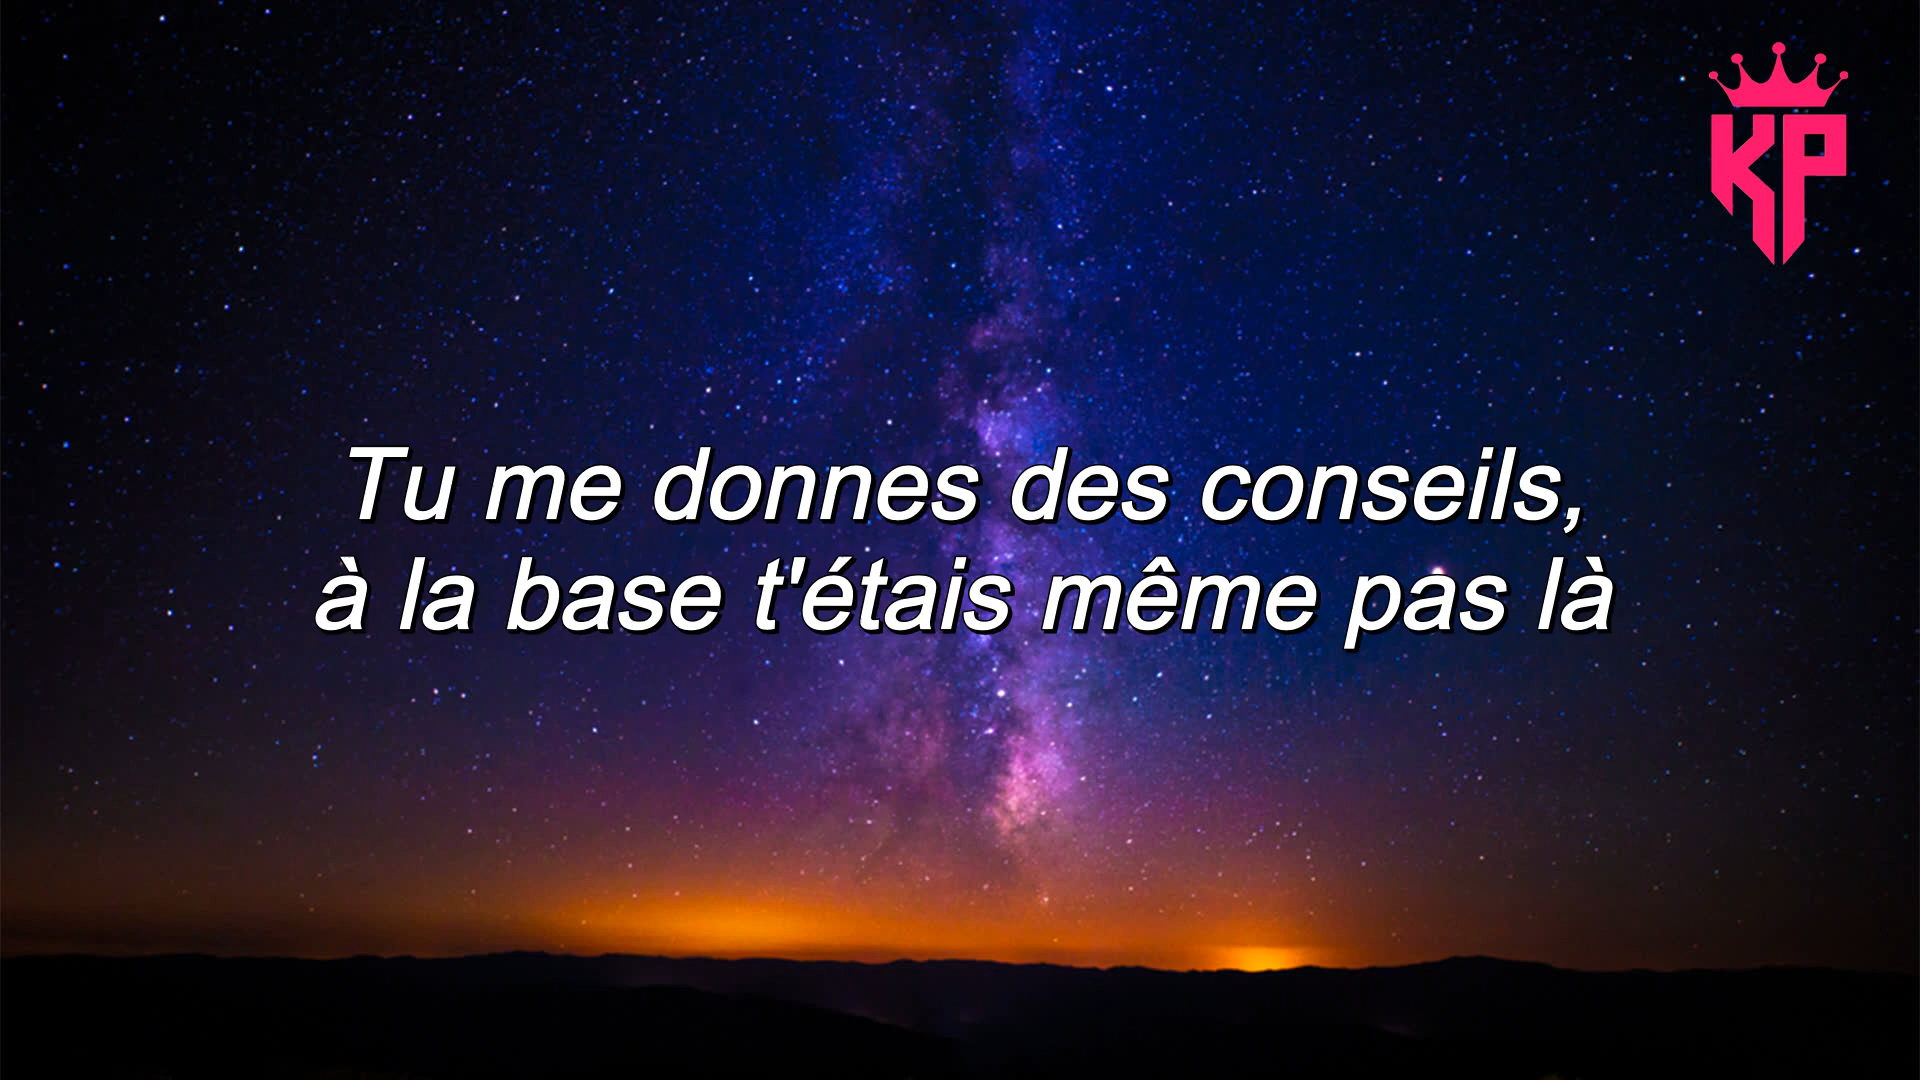 KP
Tu me donnes des conseils,
à la base t'étais même pas là